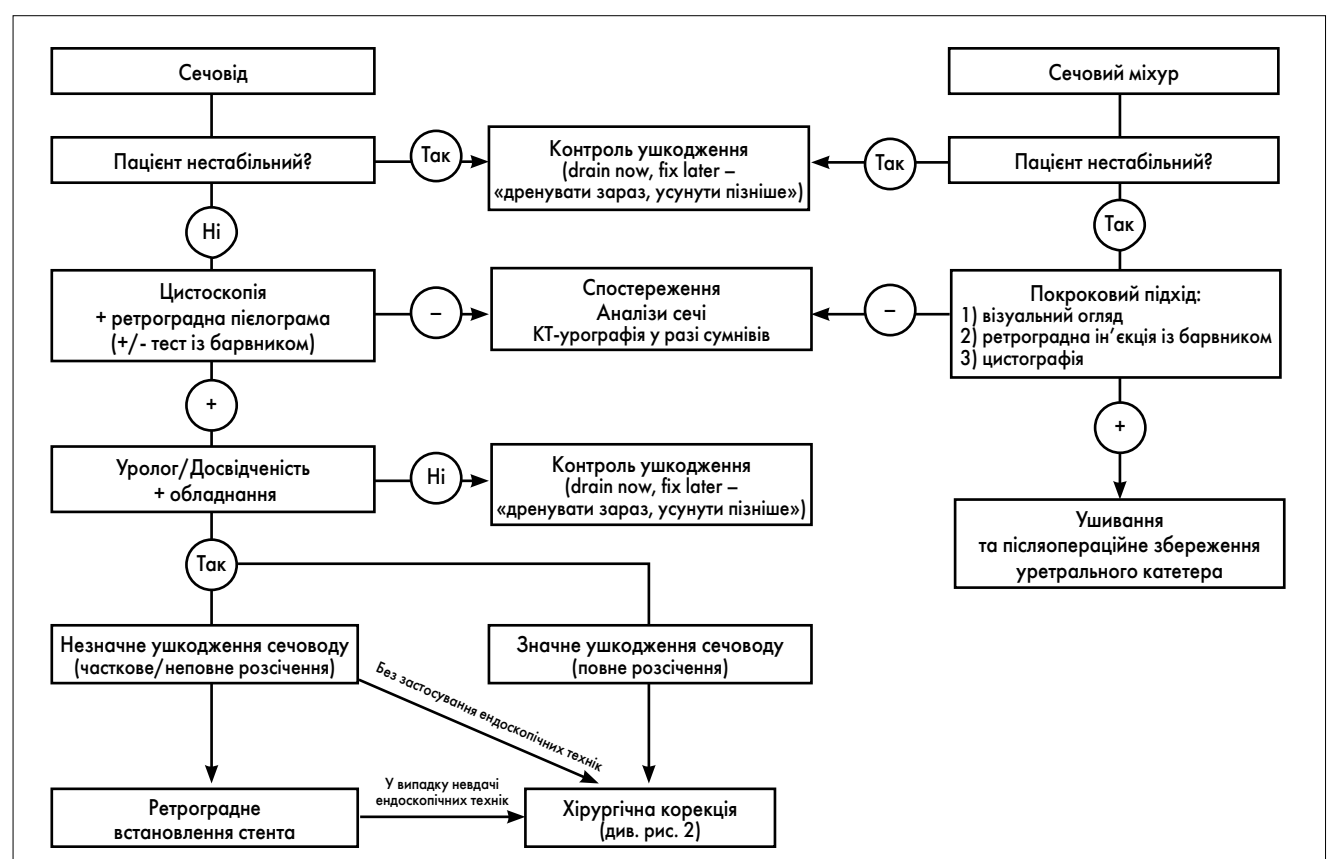 Сечовід
Сечовий міхур
Пацієнт нестабільний?
Так
Контроль ушкодження
(drain now, fix later –
«дренувати зараз, усунути пізніше»)
Так
Пацієнт нестабільний?
Ні
Так
Цистоскопія
+ ретроградна пієлограма
(+/- тест із барвником)
–
Спостереження
Аналізи сечі
КТ-урографія у разі сумнівів
–
Покроковий підхід:
1) візуальний огляд
2) ретроградна ін’єкція із барвником
3) цистографія
+
+
Уролог/Досвідченість
+ обладнання
Ні
Контроль ушкодження
(drain now, fix later –
«дренувати зараз, усунути пізніше»)
Ушивання
та післяопераційне збереження
уретрального катетера
Так
Незначне ушкодження сечоводу
(часткове/неповне розсічення)
Значне ушкодження сечоводу
(повне розсічення)
Без застосування ендоскопічних технік
Ретроградне
встановлення стента
У випадку невдачі
ендоскопічних технік
Хірургічна корекція
(див. рис. 2)